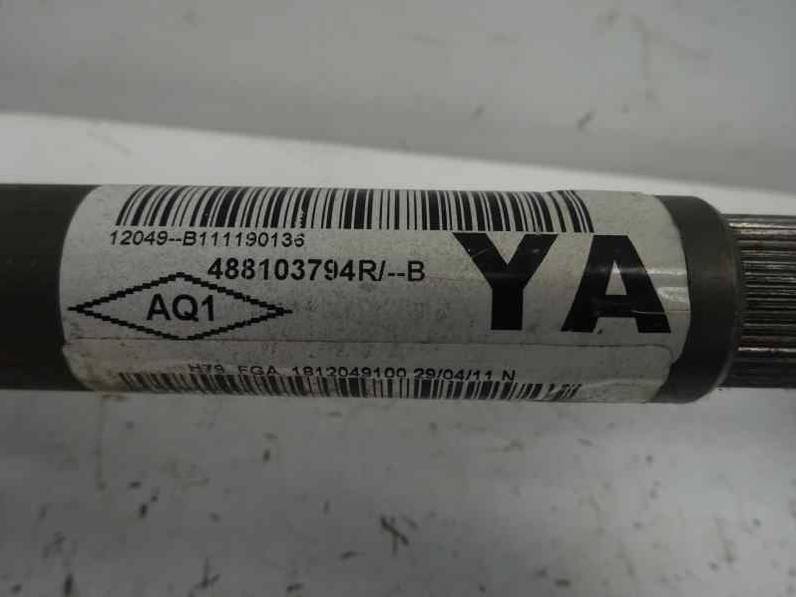 12049--B111190136
488103794R/--B
YA
AQ1
H79 FGA 1812049100 29/04/11 N